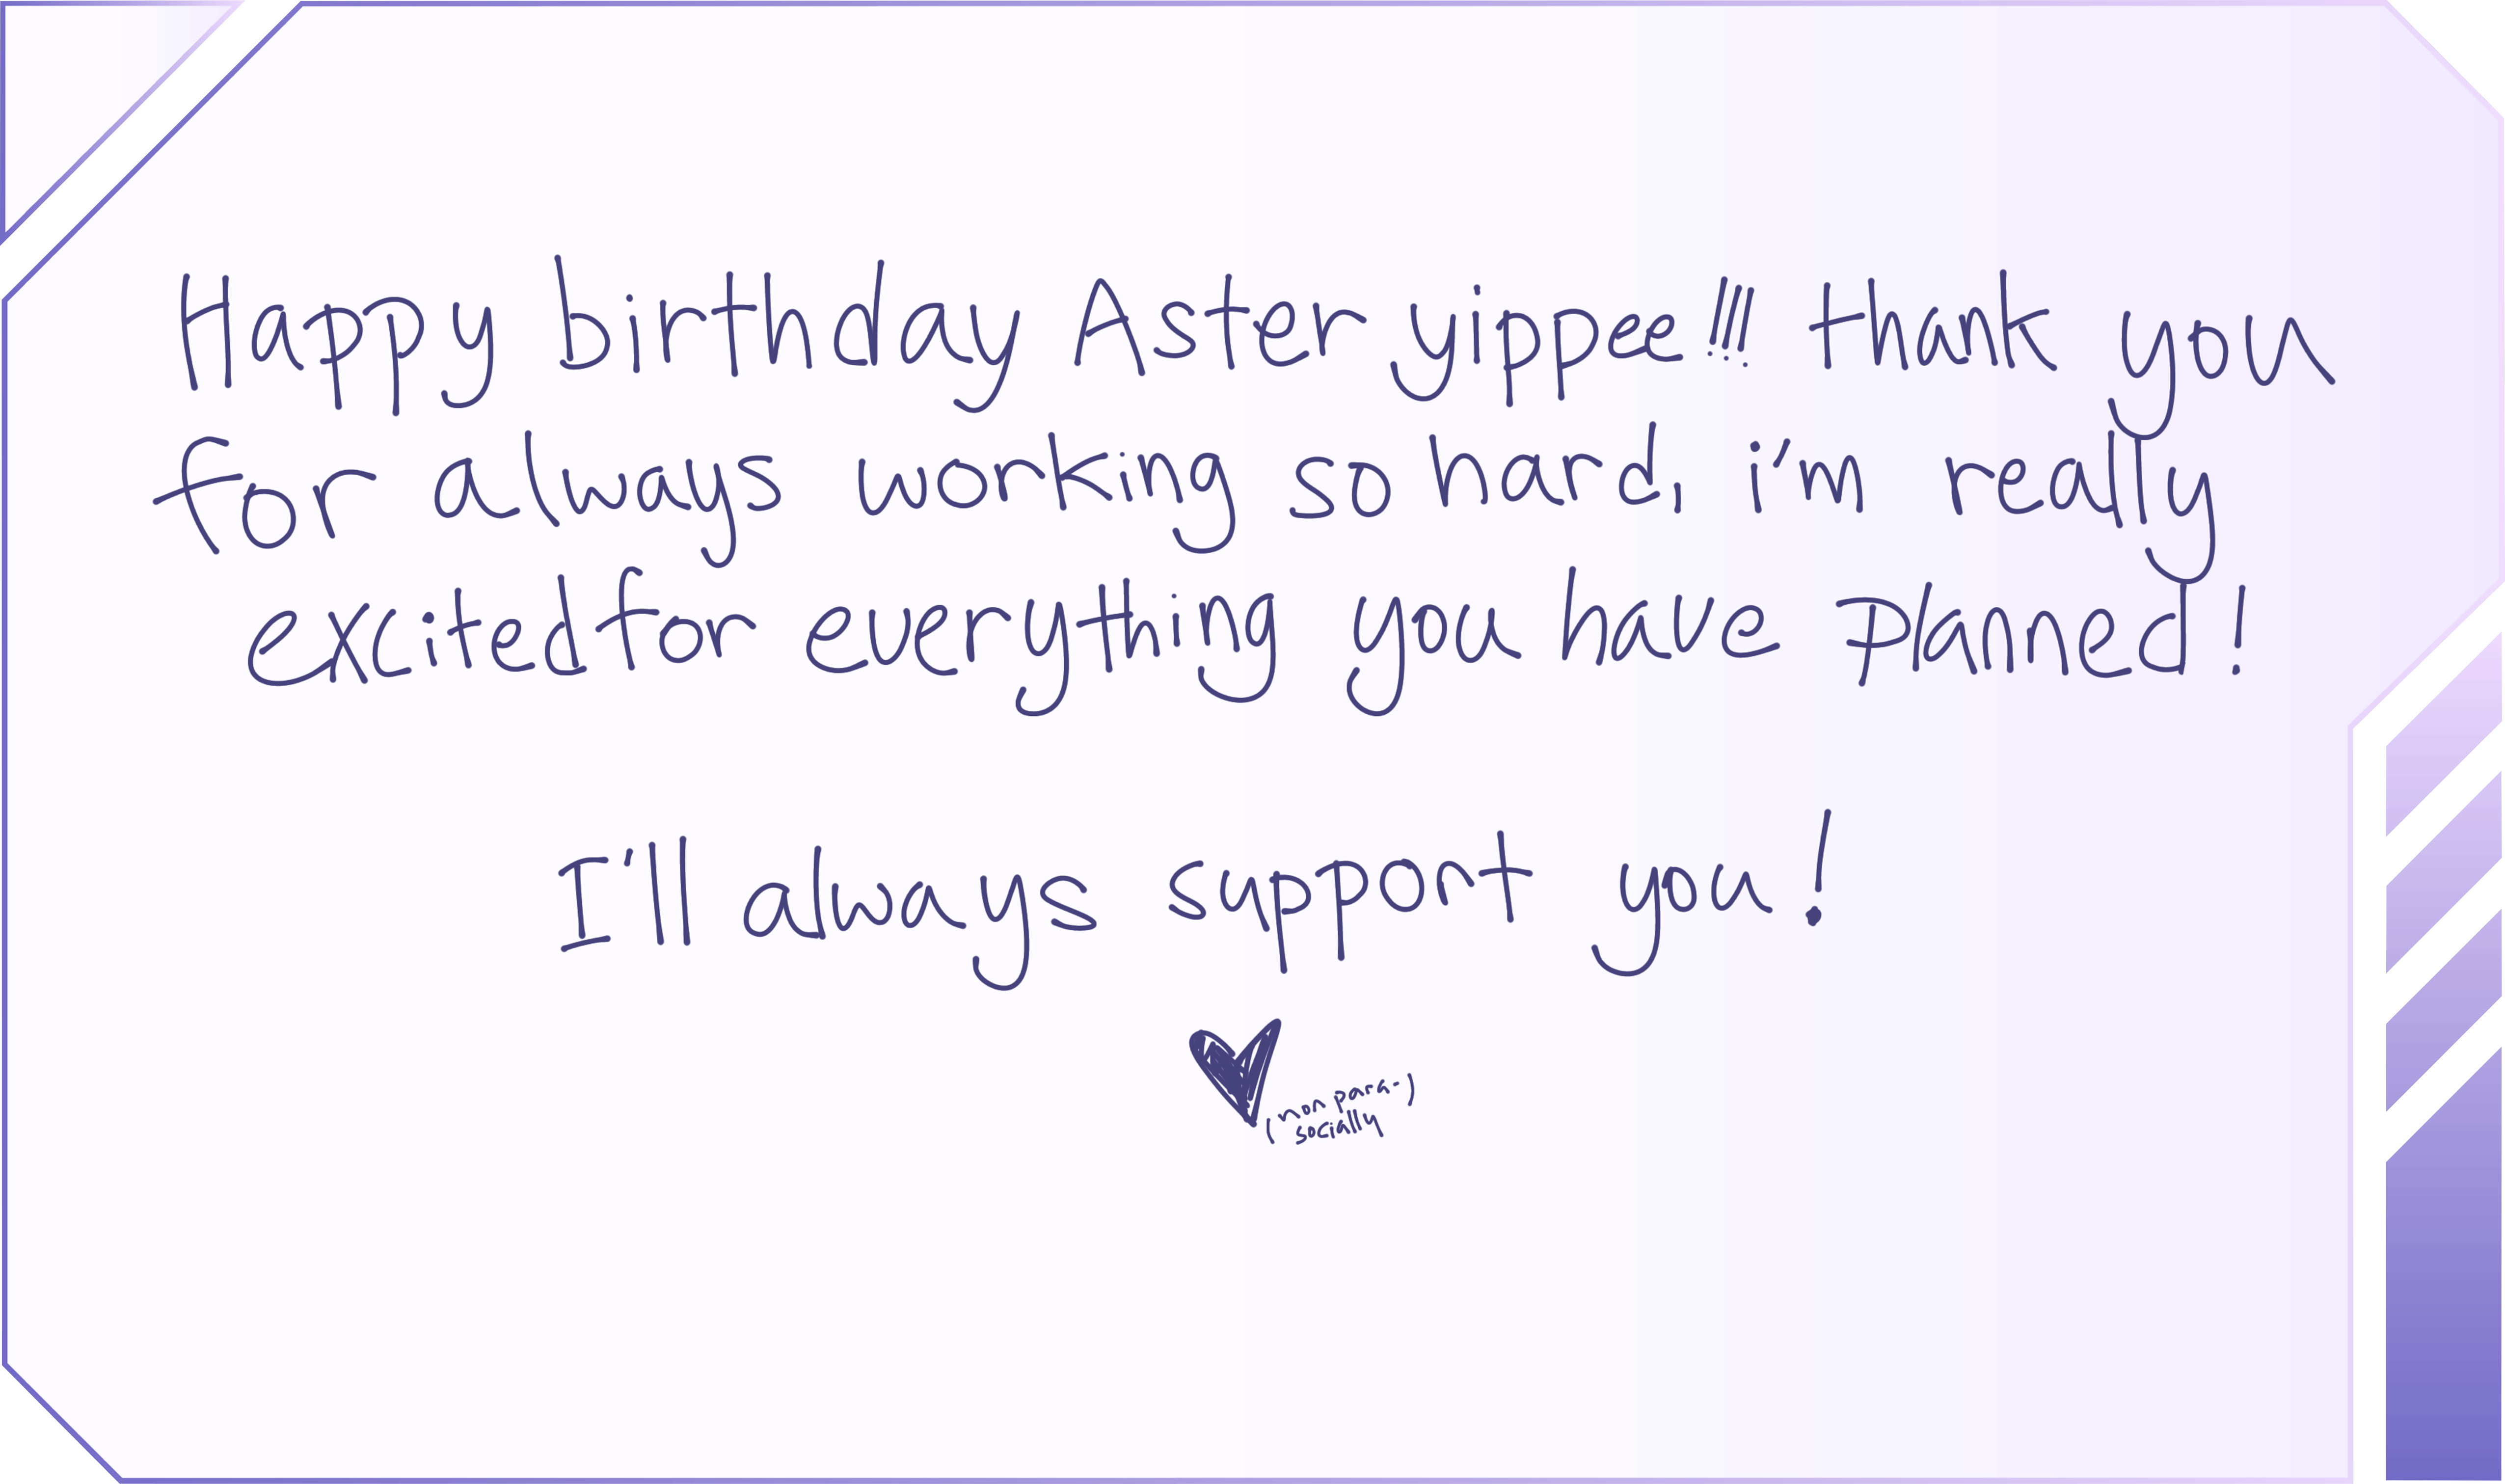 Happy birthday Aster yippee!!! thank you
for always working so hard, i'm really
excited for everything you have planned!
I'll always support you!
(non para-)
socially